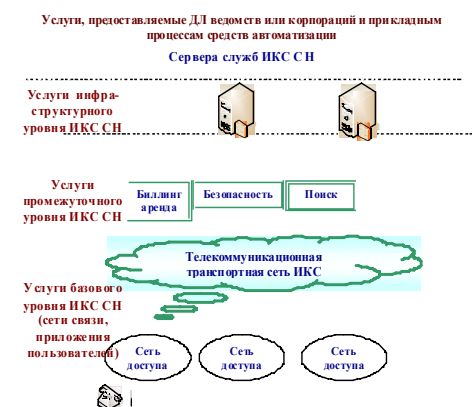 Услуги, предоставляемые ДЛ ведомств или корпораций и прикладным
процессам средств автоматизации
Сервера служб ИКС СН
Услуги инфра-
структурного
уровня ИКС СН
Услуги
промежуточного
уровня ИКС СН
Биллинг
аренда
Безопасность
Поиск
Телекоммуникационная
транспортная сеть ИКС
Услуги базового
уровня ИКС СН
(сети связи,
приложения
пользователей)
Сеть
доступа
Сеть
доступа
Сеть
доступа